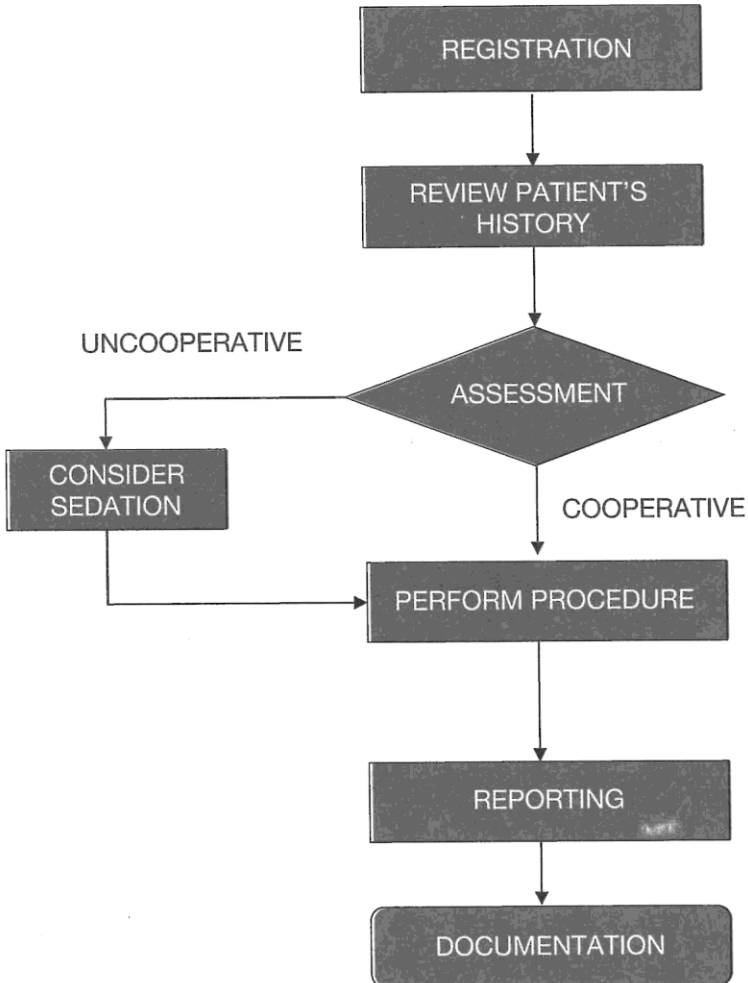 REGISTRATION
REVIEW PATIENT'S
HISTORY
UNCOOPERATIVE
ASSESSMENT
CONSIDER
SEDATION
COOPERATIVE
PERFORM PROCEDURE
REPORTING
DOCUMENTATION